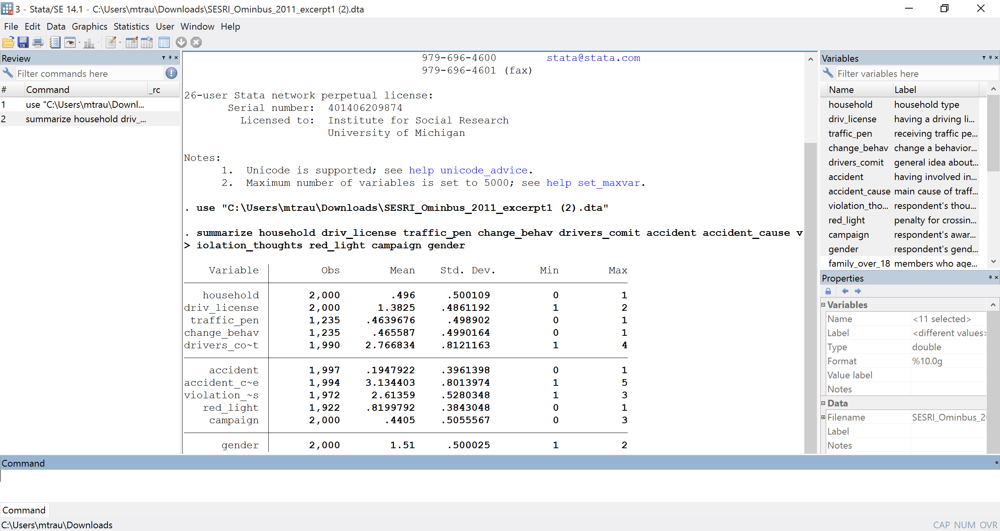 3 - Stata/SE 14.1 - C:\Users\mtrau\Downloads\SESRI_Ominbus_2011_excerpt1 (2).dta
File Edit Data Graphics Statistics User Window Help
Review
Filter commands here
# Command _rc
1 use "C:\Users\mtrau\Downl...
2 summarize household driv_...
979-696-4600 stata@stata.com
979-696-4601 (fax)
26-user Stata network perpetual license:
Serial number: 401406209874
Licensed to: Institute for Social Research
University of Michigan
Notes:
1. Unicode is supported; see help unicode_advice.
2. Maximum number of variables is set to 5000; see help set_maxvar.
. use "C:\Users\mtrau\Downloads\SESRI_Ominbus_2011_excerpt1 (2).dta"
. summarize household driv_license traffic_pen change_behav drivers_comit accident accident_cause v
> iolation_thoughts red_light campaign gender
Variable Obs Mean Std. Dev. Min Max
household 2,000 .496 .500109 0 1
driv_license 2,000 1.3825 .4861192 1 2
traffic_pen 1,235 .4639676 .498902 0 1
change_behav 1,235 .465587 .4990164 0 1
drivers_co~t 1,990 2.766834 .8121163 1 4
accident 1,997 .1947922 .3961398 0 1
accident_c~e 1,994 3.134403 .8013974 1 5
violation_~s 1,972 2.61359 .5280348 1 3
red_light 1,922 .8199792 .3843048 0 1
campaign 2,000 .4405 .5055567 0 3
gender 2,000 1.51 .500025 1 2
Variables
Filter variables here
Name Label
household household type
driv_license having a driving li...
traffic_pen receiving traffic pe...
change_behav change a behavior...
drivers_comit general idea about...
accident having involved in...
accident_cause main cause of traff...
violation_tho... respondent's thou...
red_light penalty for crossin...
campaign respondent's awar...
gender respondent's gend...
family_over_18 members who age...
Properties
Variables
Name <11 selected>
Label <different values>
Type double
Format %10.0g
Value label
Notes
Data
Filename SESRI_Ominbus_2
Label
Notes
Command
Command
C:\Users\mtrau\Downloads
CAP NUM OVR